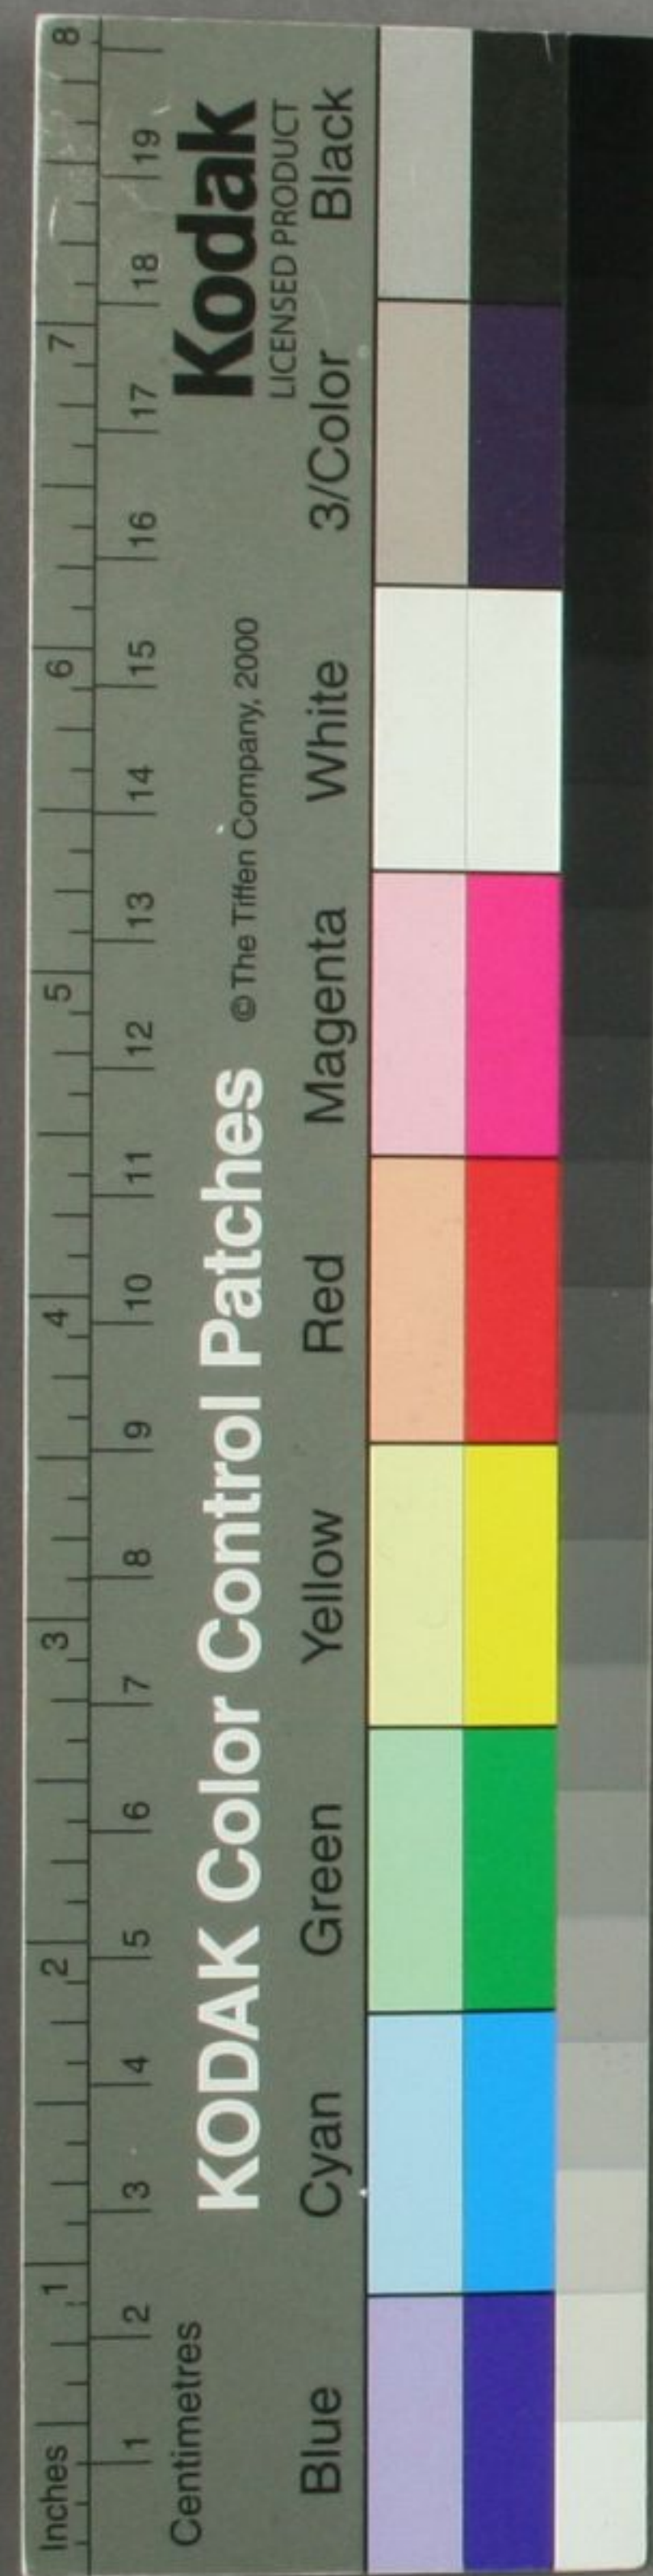 Inches 1 2 3 4 5 6 7 8
1 2 3 4 5 6 7 8 9 10 11 12 13 14 15 16 17 18 19
Centimetres
KODAK Color Control Patches © The Tiffen Company, 2000 Kodak
LICENSED PRODUCT
Blue Cyan Green Yellow Red Magenta White 3/Color Black